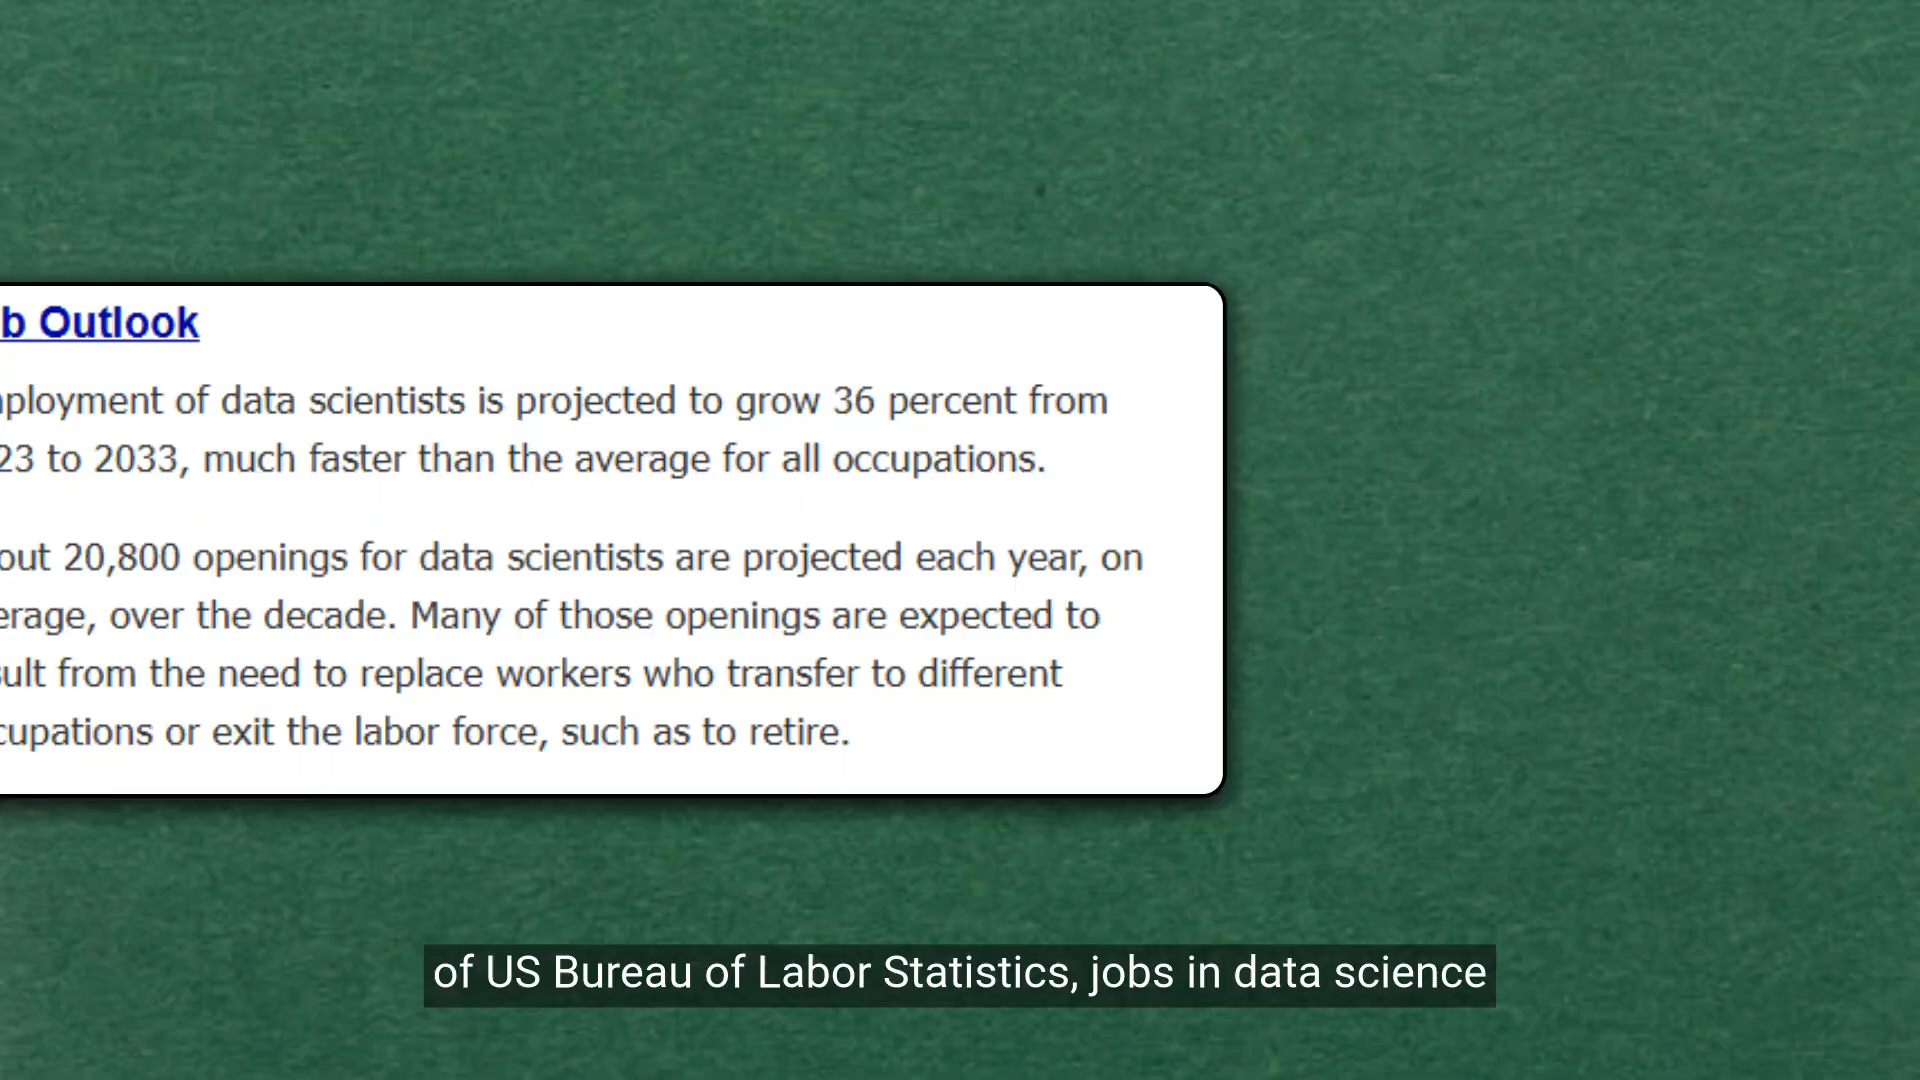 b Outlook
ployment of data scientists is projected to grow 36 percent from
23 to 2033, much faster than the average for all occupations.
out 20,800 openings for data scientists are projected each year, on
erage, over the decade. Many of those openings are expected to
sult from the need to replace workers who transfer to different
cupations or exit the labor force, such as to retire.
of US Bureau of Labor Statistics, jobs in data science